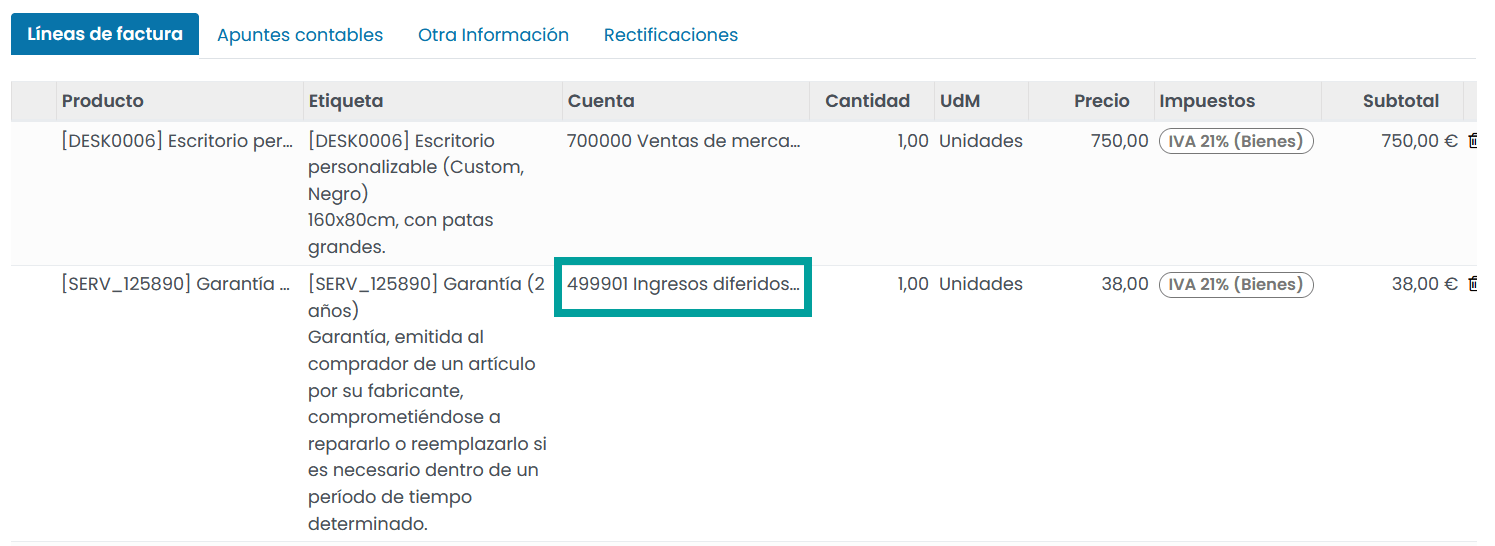 Líneas de factura Apuntes contables Otra Información Rectificaciones
Producto Etiqueta Cuenta Cantidad UdM Precio Impuestos Subtotal
[DESK0006] Escritorio per... [DESK0006] Escritorio 700000 Ventas de merca... 1,00 Unidades 750,00 IVA 21% (Bienes) 750,00 €
personalizable (Custom,
Negro)
160x80cm, con patas
grandes.
[SERV_125890] Garantía ... [SERV_125890] Garantía (2 499901 Ingresos diferidos... 1,00 Unidades 38,00 IVA 21% (Bienes) 38,00 €
años)
Garantía, emitida al
comprador de un artículo
por su fabricante,
comprometiéndose a
repararlo o reemplazarlo si
es necesario dentro de un
período de tiempo
determinado.